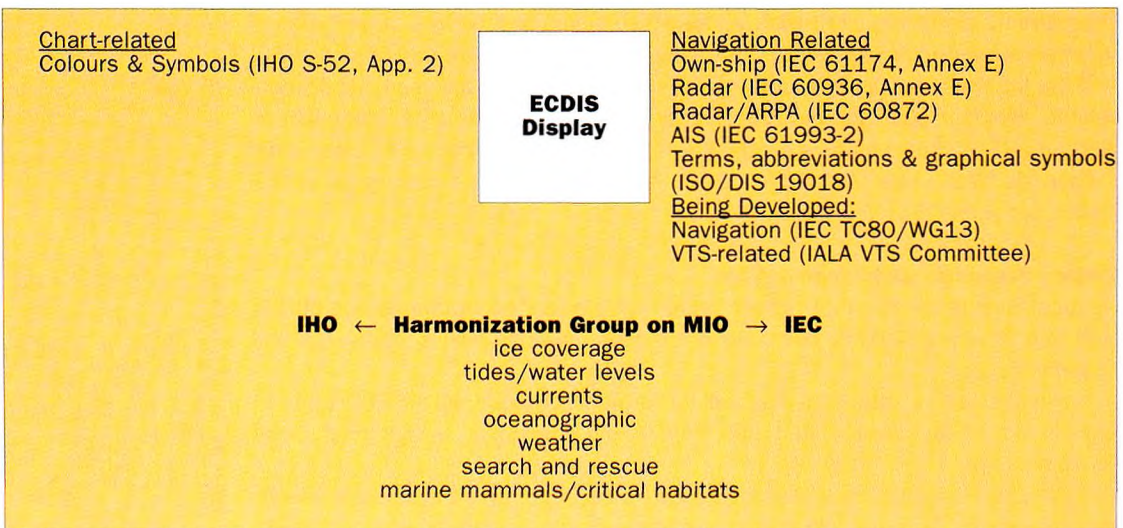 Chart-related
Colours & Symbols (IHO S-52, App. 2)
ECDIS
Display
Navigation Related
Own-ship (IEC 61174, Annex E)
Radar (IEC 60936, Annex E)
Radar/ARPA (IEC 60872)
AIS (IEC 61993-2)
Terms, abbreviations & graphical symbols
(ISO/DIS 19018)
Being Developed:
Navigation (IEC TC80/WG13)
VTS-related (IALA VTS Committee)
IHO ← Harmonization Group on MIO → IEC
ice coverage
tides/water levels
currents
oceanographic
weather
search and rescue
marine mammals/critical habitats